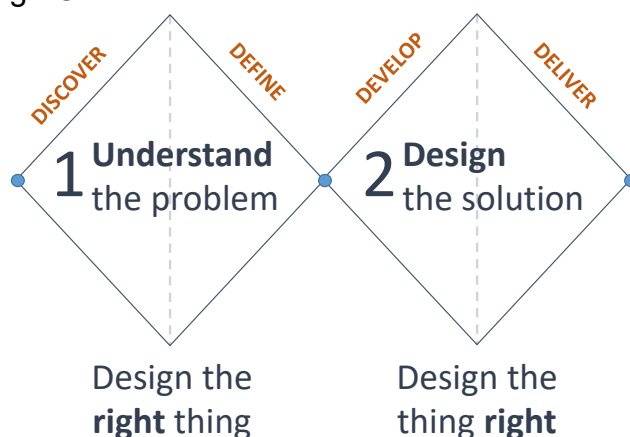 DISCOVER
DEFINE
DEVELOP
DELIVER
1 Understand
the problem
2 Design
the solution
Design the
right thing
Design the
thing right